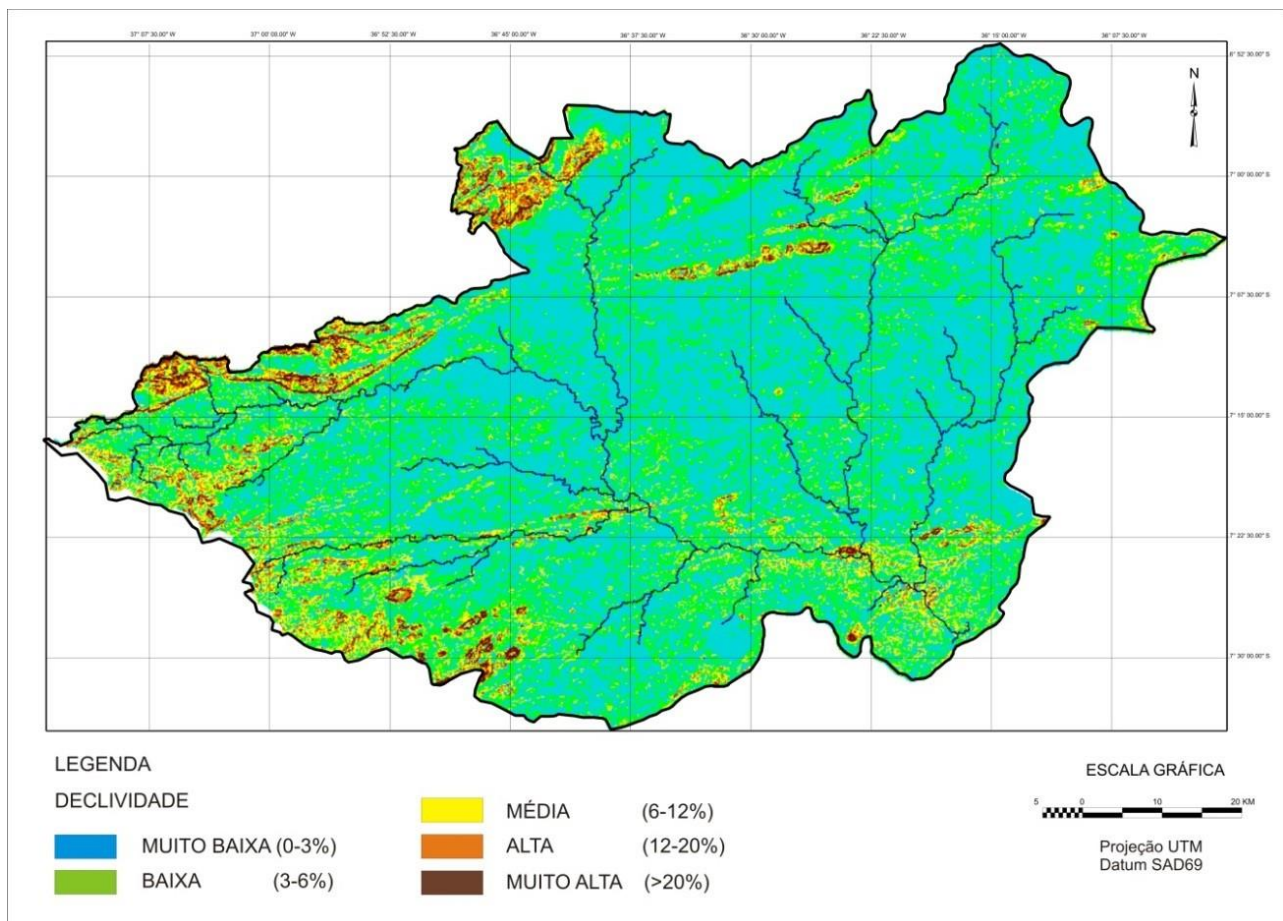 37° 07' 30.00" W 37° 00' 00.00" W 36° 52' 30.00" W 36° 45' 00.00" W 36° 37' 30.00" W 36° 30' 00.00" W 36° 22' 30.00" W 36° 15' 00.00" W 36° 07' 30.00" W
6° 52' 30.00" S
N
7° 00' 00.00" S
7° 07' 30.00" S
7° 15' 00.00" S
7° 22' 30.00" S
7° 30' 00.00" S
LEGENDA
DECLIVIDADE
MUITO BAIXA (0-3%)
BAIXA (3-6%)
MÉDIA (6-12%)
ALTA (12-20%)
MUITO ALTA (>20%)
ESCALA GRÁFICA
5 0 10 20 KM
Projeção UTM
Datum SAD69